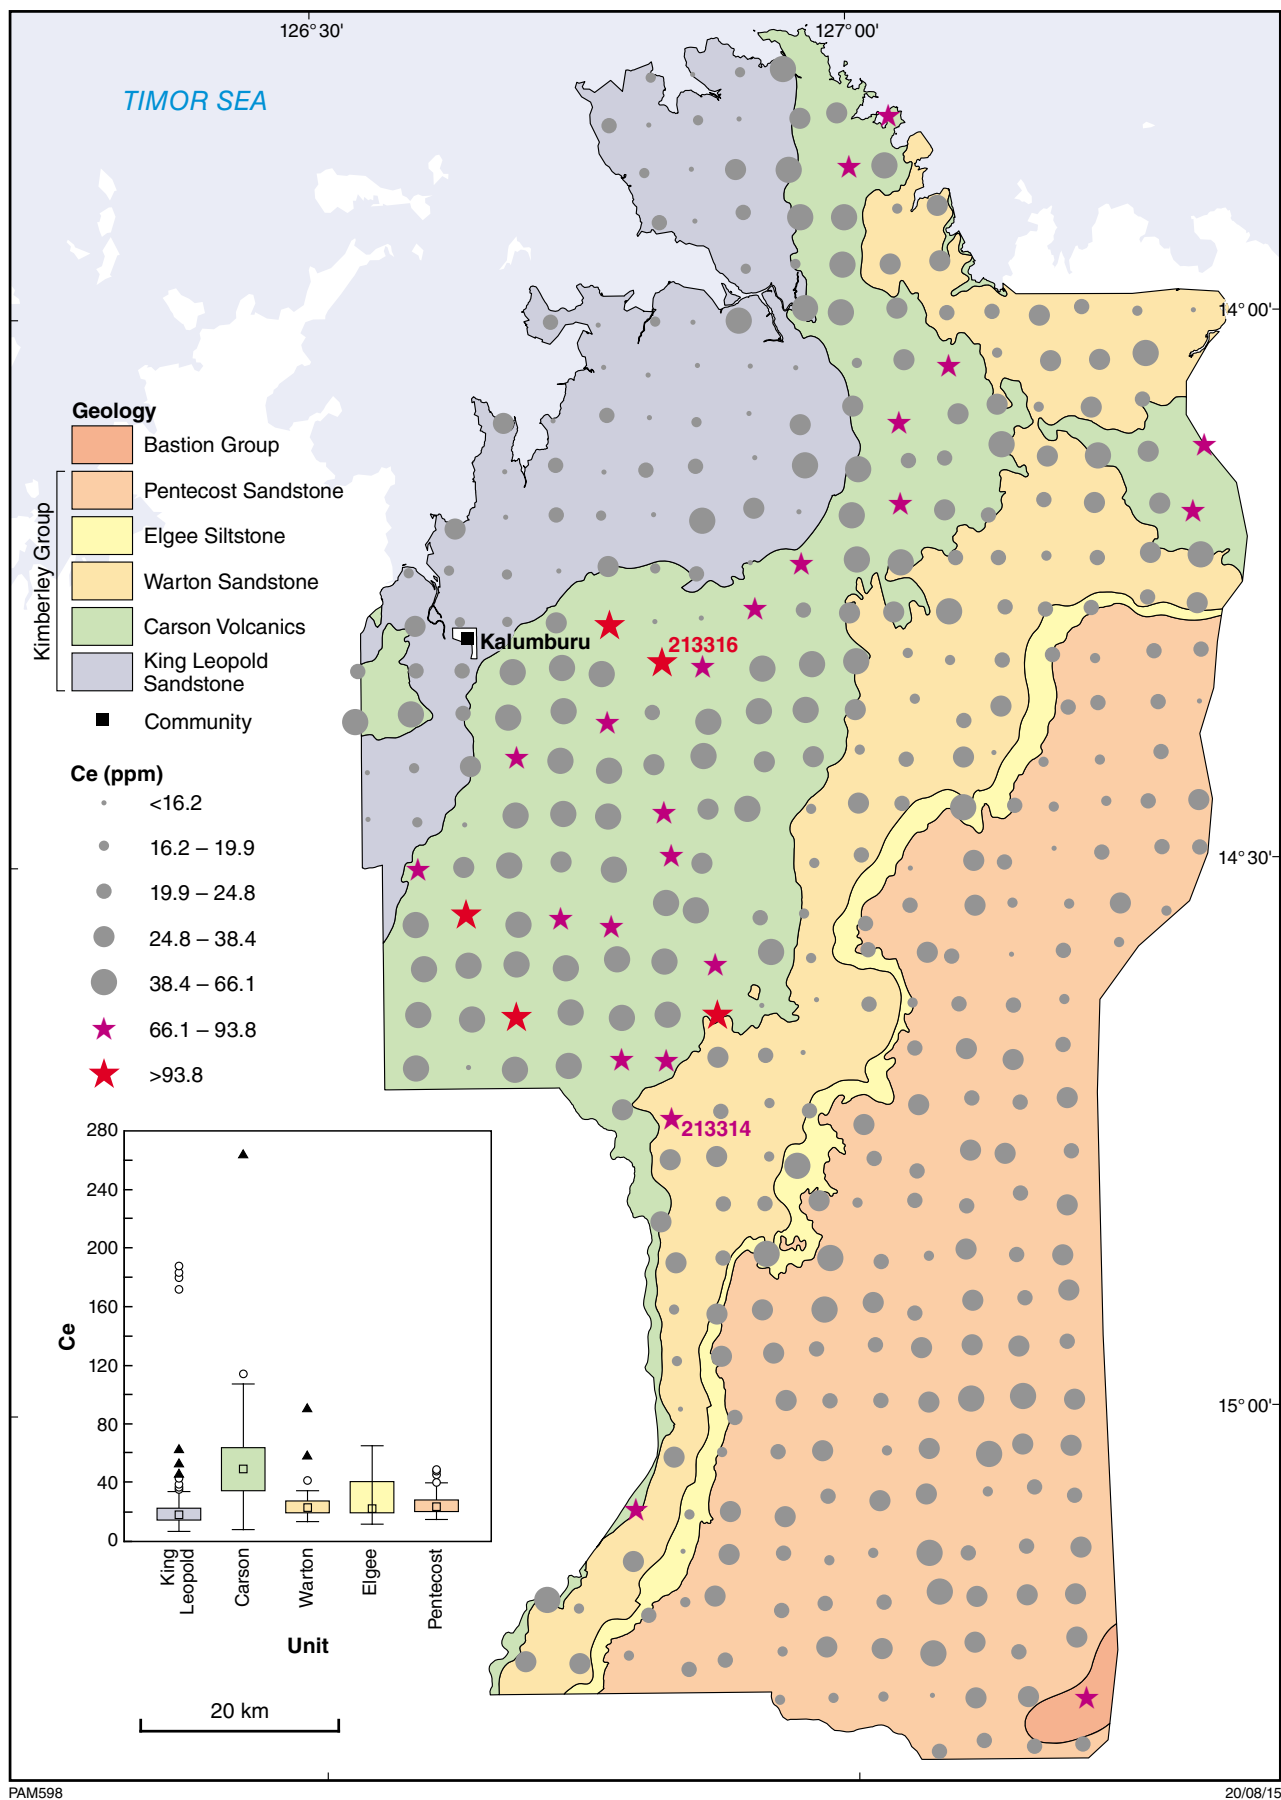 126° 30'
127° 00'
TIMOR SEA
14° 00'
Geology
Bastion Group
Kimberley Group
Pentecost Sandstone
Elgee Siltstone
Warton Sandstone
Carson Volcanics
King Leopold
Sandstone
Community
Kalumburu
213316
Ce (ppm)
<16.2
16.2 – 19.9
19.9 – 24.8
24.8 – 38.4
38.4 – 66.1
66.1 – 93.8
>93.8
14° 30'
213314
280
240
200
160
120
80
40
0
Ce
King
Leopold
Carson
Warton
Elgee
Pentecost
Unit
15° 00'
20 km
PAM598
20/08/15